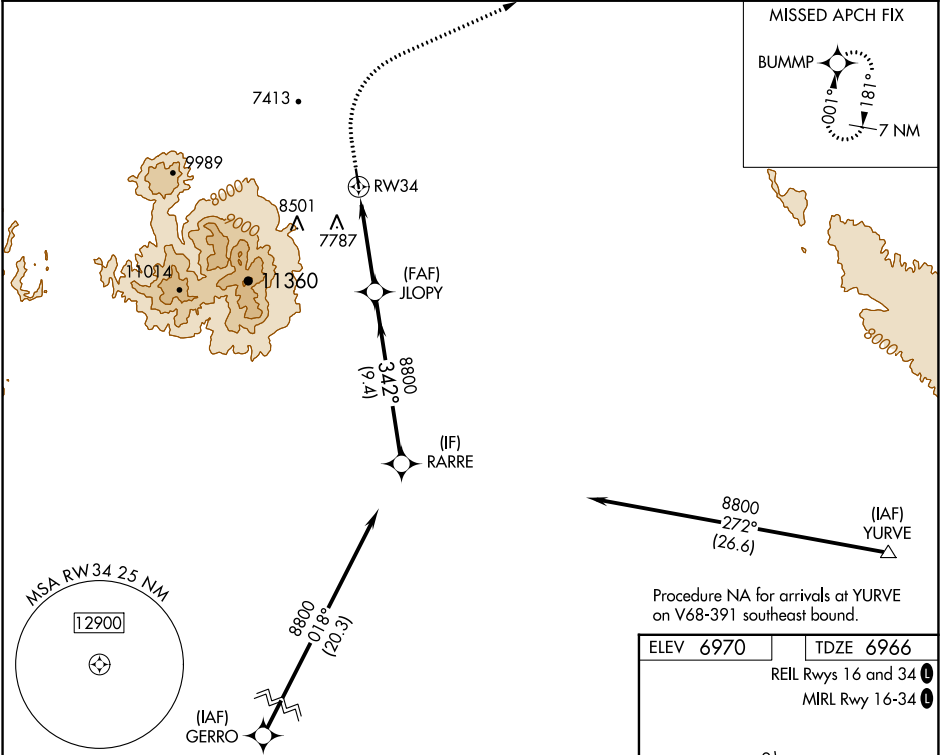 MISSED APCH FIX
BUMMP
001°
181°
7 NM
7413
9989
8000
9000
8501
7787
RW34
11014
11360
(FAF)
JLOPY
8800
342°
(9.4)
8000
(IF)
RARRE
8800
272°
(26.6)
(IAF)
YURVE
MSA RW34 25 NM
12900
8800
018°
(20.3)
(IAF)
GERRO
Procedure NA for arrivals at YURVE
on V68-391 southeast bound.
ELEV 6970 TDZE 6966
REIL Rwys 16 and 34 L
MIRL Rwy 16-34 L